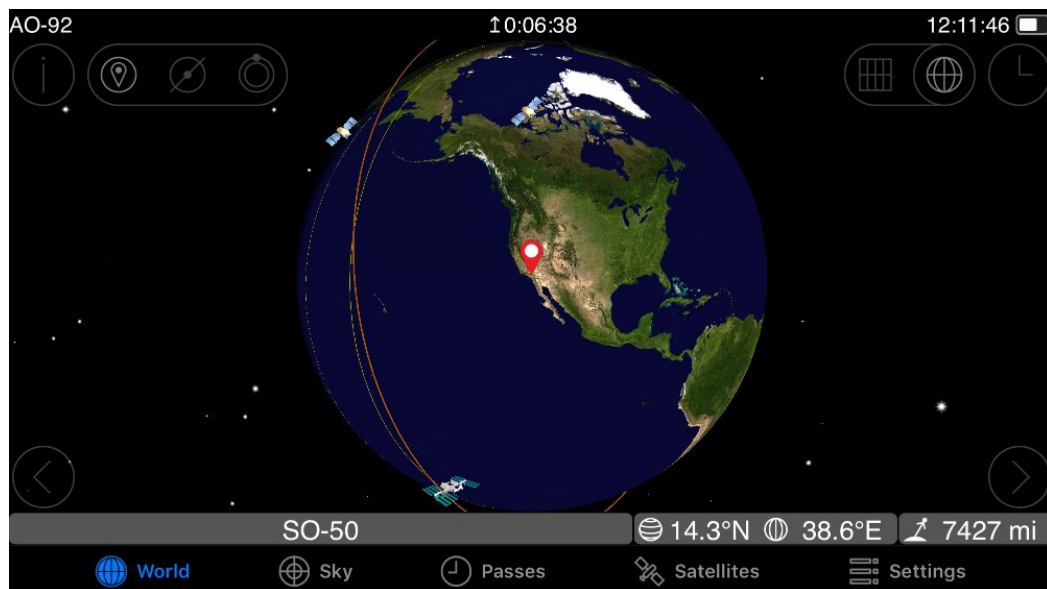 AO-92 ↥0:06:38 12:11:46
SO-50 14.3°N 38.6°E 7427 mi
World Sky Passes Satellites Settings